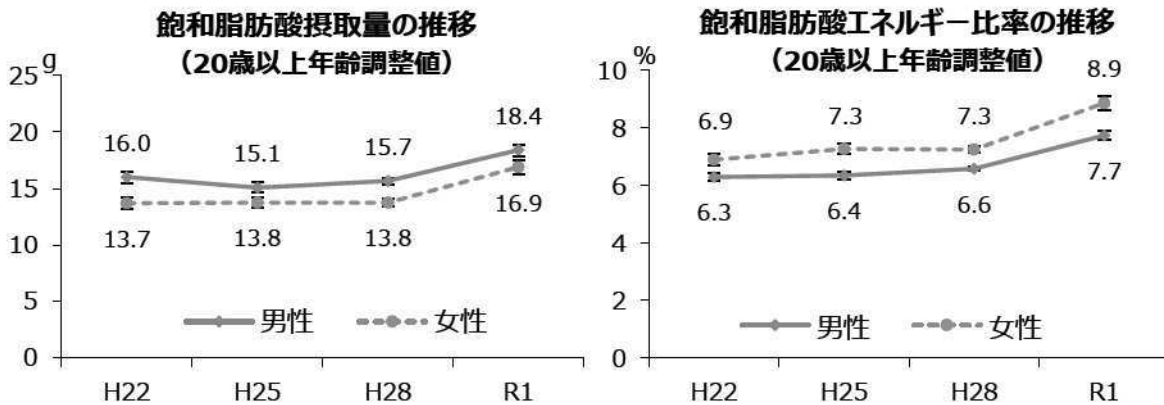 飽和脂肪酸摂取量の推移
（20歳以上年齢調整値）
g
25
20
15
10
5
0
16.0
15.1
15.7
18.4
13.7
13.8
13.8
16.9
男性
女性
H22
H25
H28
R1
飽和脂肪酸エネルギー比率の推移
（20歳以上年齢調整値）
%
10
8
6
4
2
0
6.9
7.3
7.3
8.9
6.3
6.4
6.6
7.7
男性
女性
H22
H25
H28
R1